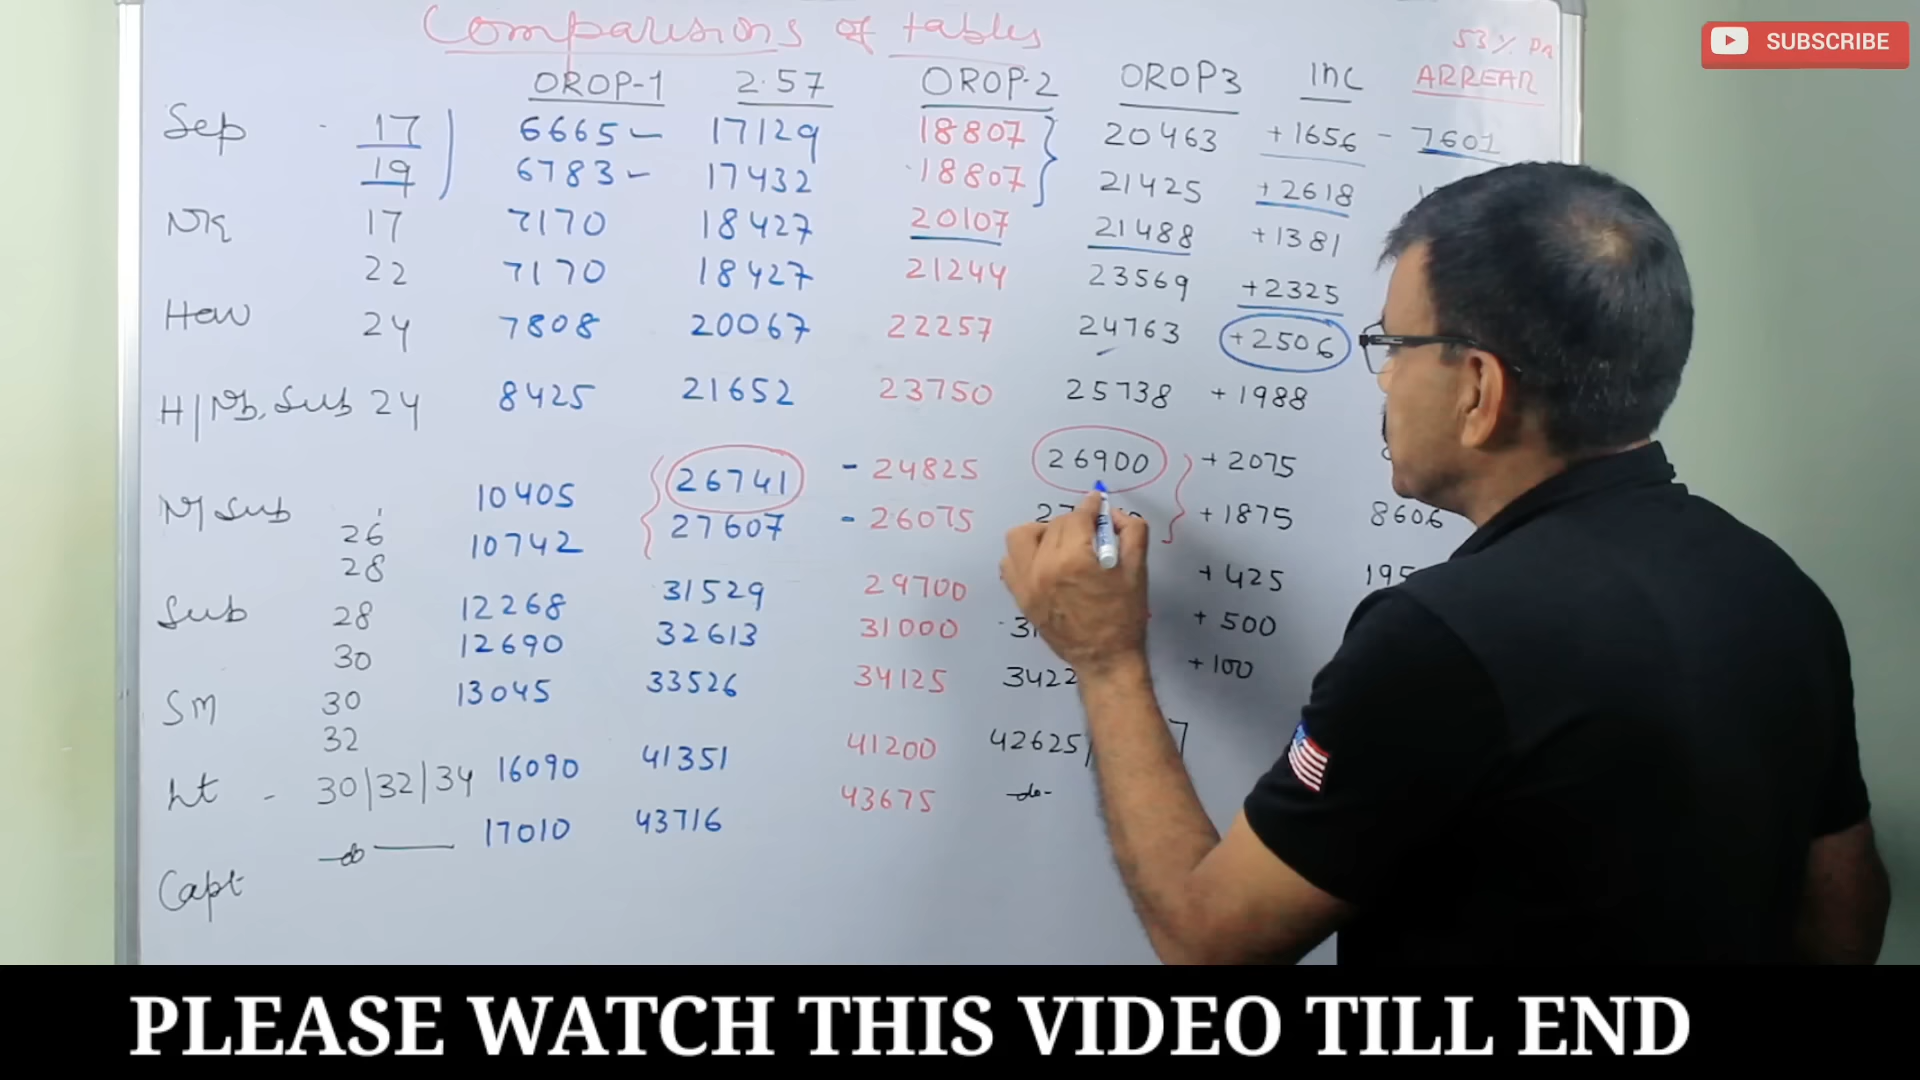 Comparisions of tables
53% DA
SUBSCRIBE
OROP-1 2.57 OROP-2 OROP3 Inc ARREAR
Sep - 17 6665 - 17129 18807 20463 +1656 - 7601
19 6783 - 17432 18807 21425 +2618
NK 17 7170 18427 20107 21488 +1381
22 7170 18427 21244 23569 +2325
Hav 24 7808 20067 22257 24763 +2506
H/Nb. Sub 24 8425 21652 23750 25738 +1988
N/Sub 26 10405 26741 - 24825 26900 +2075
28 10742 27607 - 26075 +1875 8606
Sub 28 12268 31529 29700 +425
30 12690 32613 31000 +500
SM 30 13045 33526 34125 3422 +100
32
Lt - 30/32/34 16090 41351 41200 42625
Capt -do- 17010 43716 43675 -do-
PLEASE WATCH THIS VIDEO TILL END